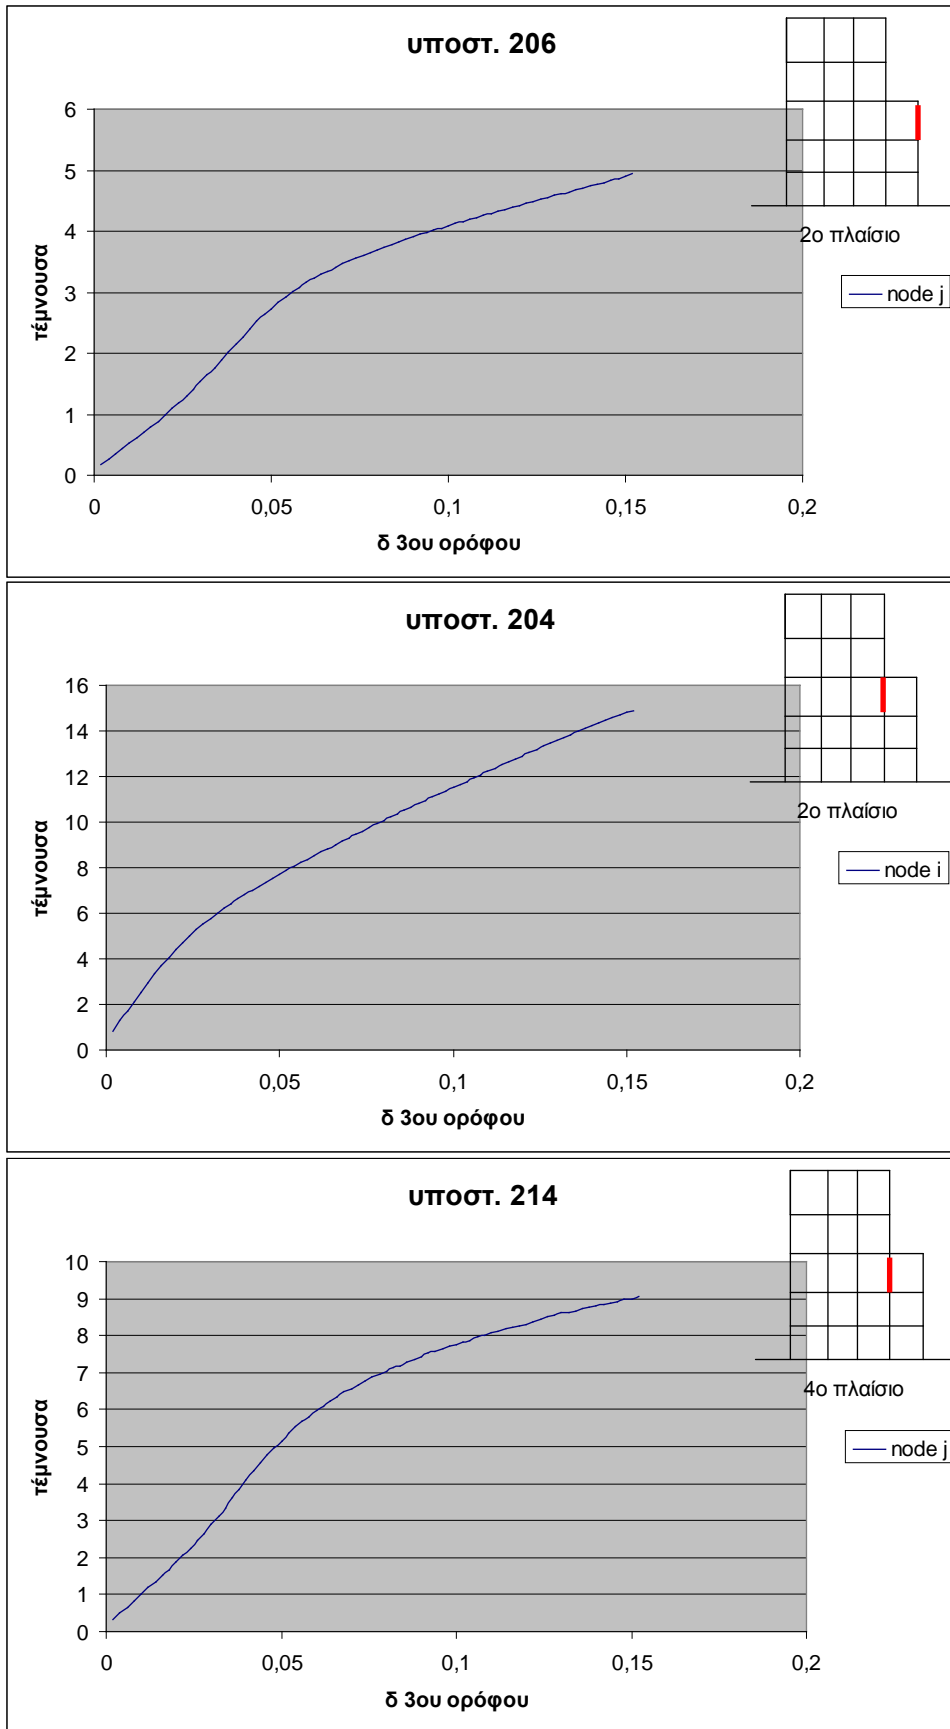 υποστ. 206
6
5
4
3
2
1
0
0
0,05
0,1
0,15
0,2
τέμνουσα
δ 3ου ορόφου
2ο πλαίσιο
node j
υποστ. 204
16
14
12
10
8
6
4
2
0
0
0,05
0,1
0,15
0,2
τέμνουσα
δ 3ου ορόφου
2ο πλαίσιο
node i
υποστ. 214
10
9
8
7
6
5
4
3
2
1
0
0
0,05
0,1
0,15
0,2
τέμνουσα
δ 3ου ορόφου
4ο πλαίσιο
node j